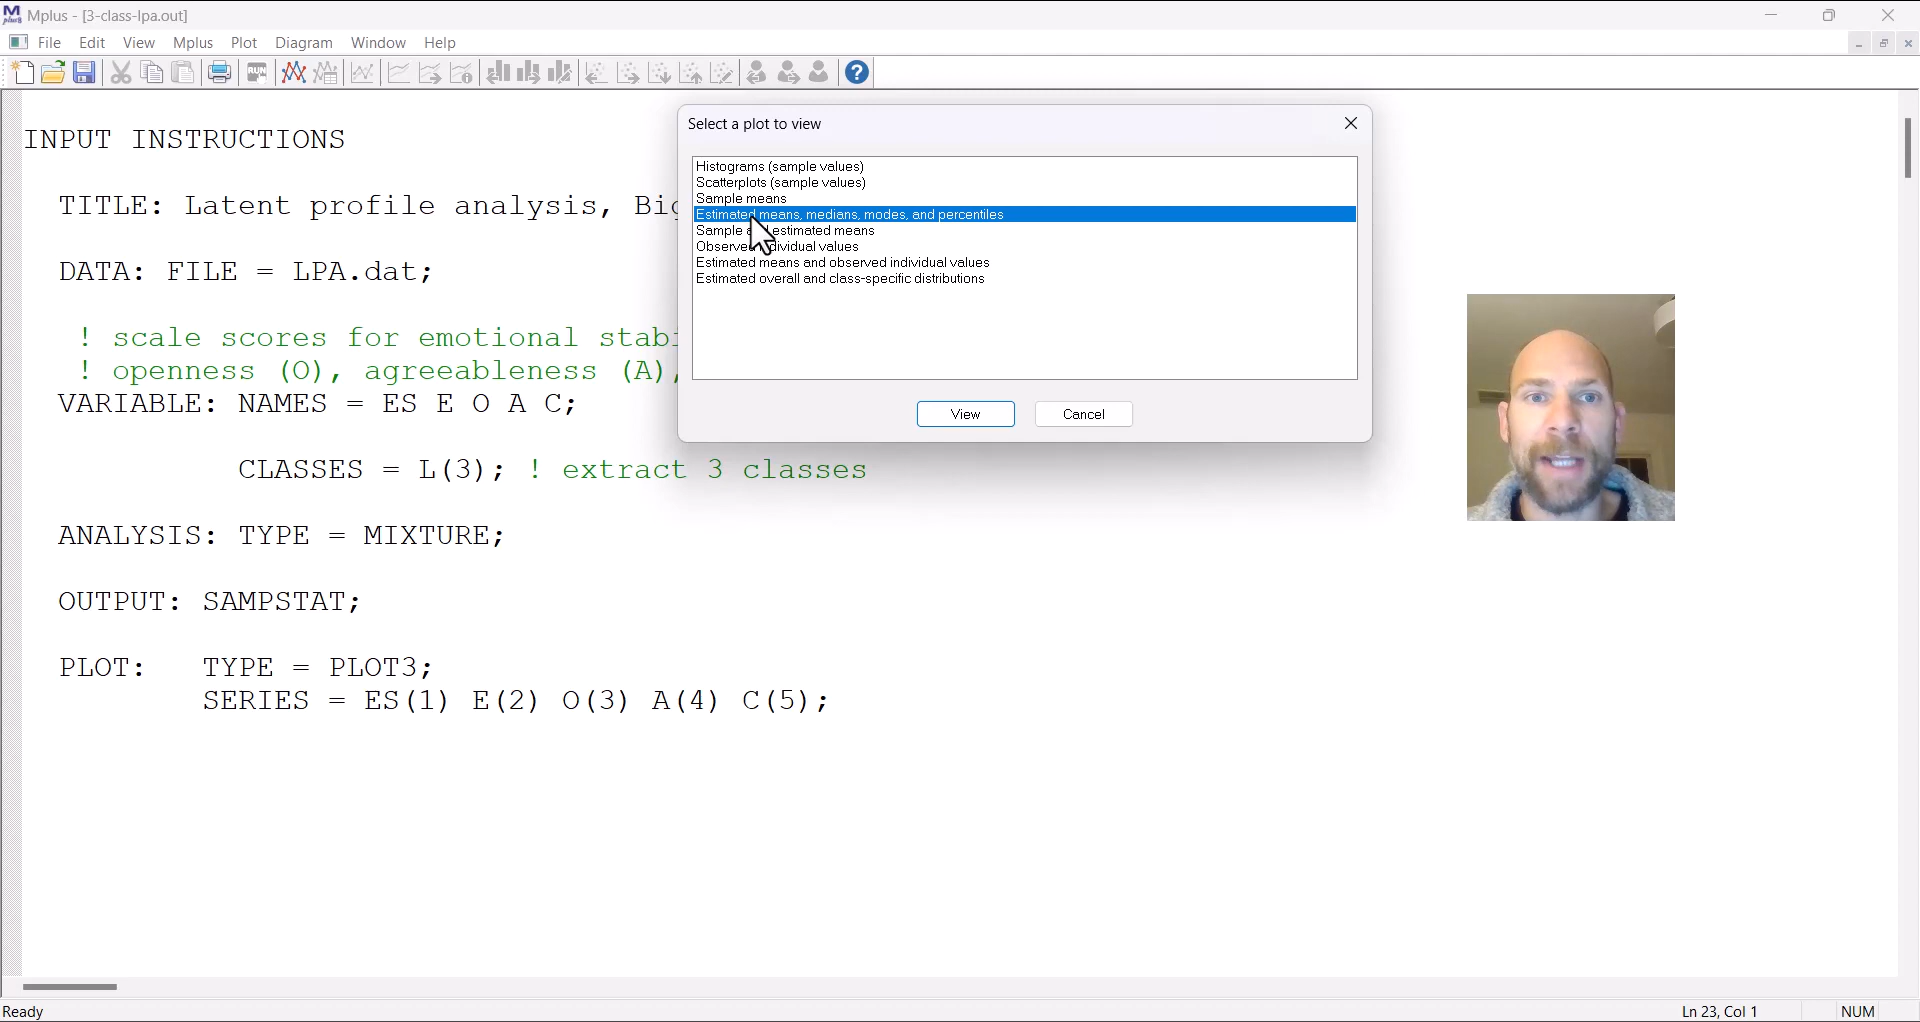 Mplus - [3-class-lpa.out]
File Edit View Mplus Plot Diagram Window Help
RUN
INPUT INSTRUCTIONS
TITLE: Latent profile analysis,
DATA: FILE = LPA.dat;
! scale scores for emotional
! openness (O), agreeableness (A),
VARIABLE: NAMES = ES E O A C;
CLASSES = L(3); ! extract 3 classes
ANALYSIS: TYPE = MIXTURE;
OUTPUT: SAMPSTAT;
PLOT: TYPE = PLOT3;
SERIES = ES(1) E(2) O(3) A(4) C(5);
Select a plot to view
Histograms (sample values)
Scatterplots (sample values)
Sample means
Estimated means, medians, modes, and percentiles
Sample estimated means
Observed values
Estimated means and observed individual values
Estimated overall and class-specific distributions
View Cancel
Ready
Ln 23, Col 1 NUM